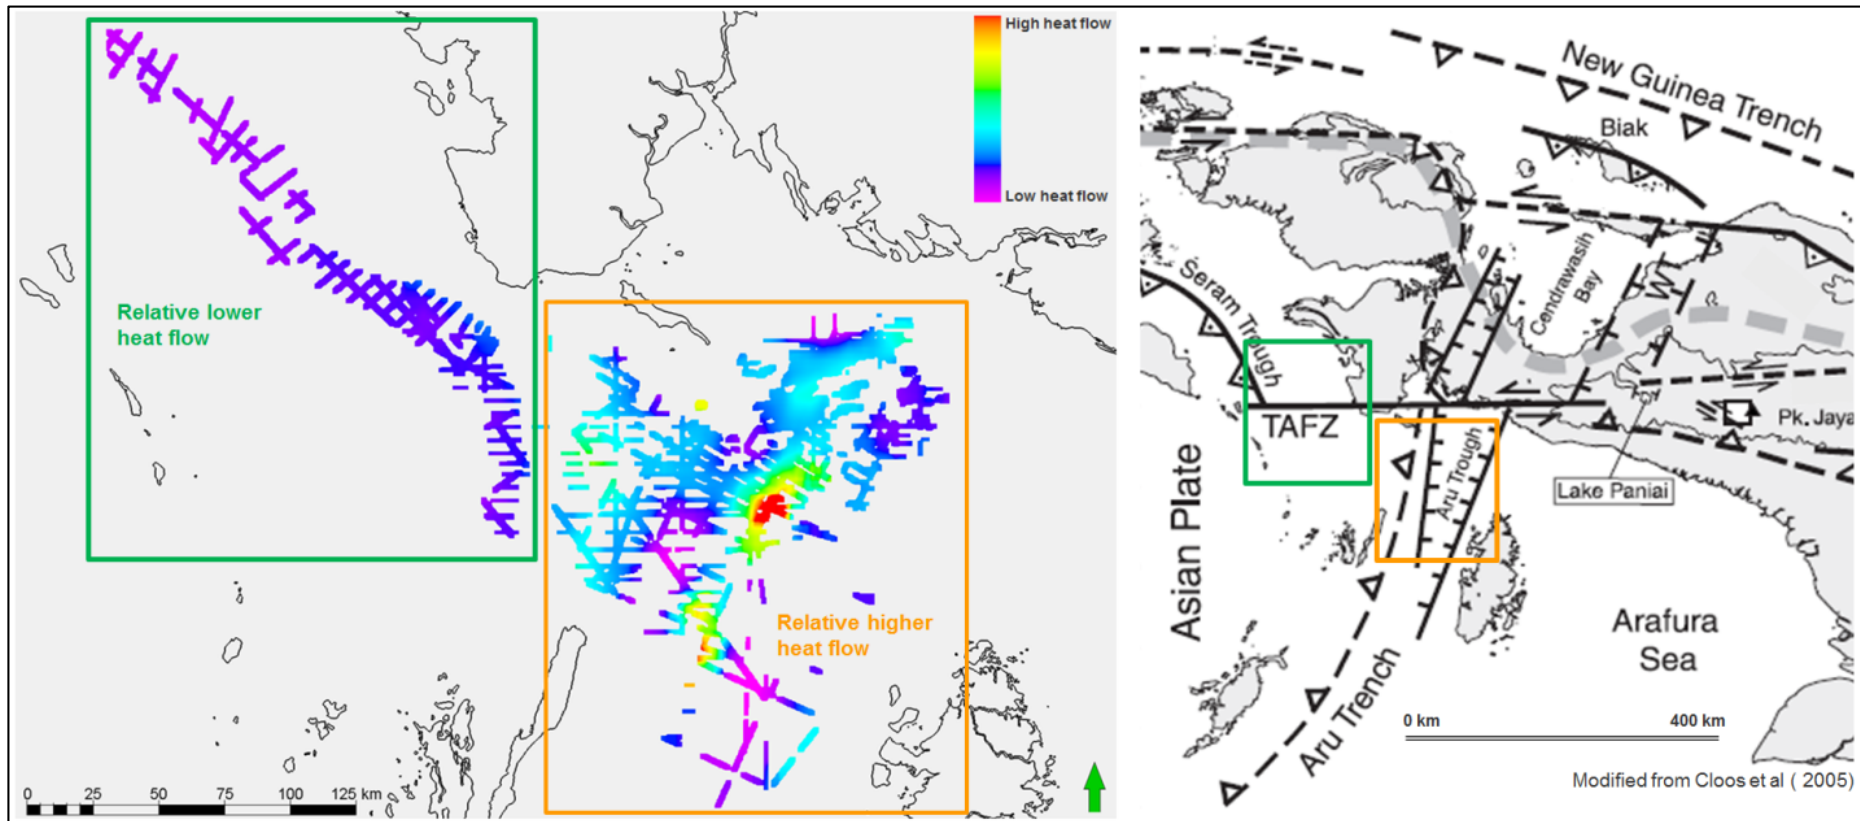 High heat flow
Low heat flow
Relative lower
heat flow
Relative higher
heat flow
0 25 50 75 100 125 km
New Guinea Trench
Biak
Cendrawasih
Bay
W
Seram Trough
TAFZ
Pk. Jaya
Lake Paniai
Aru Trough
Asian Plate
Arafura
Sea
Aru Trench
0 km 400 km
Modified from Cloos et al ( 2005)